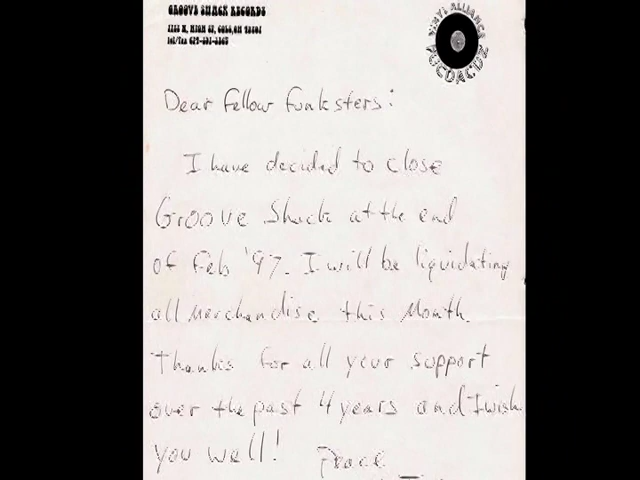 GROOVE SHACK RECORDS
VINYL ALLIANCE
Dear Fellow Funksters:
I have decided to close
Groove Shack at the end
of Feb '97. I will be liquidating
all Merchandise this Month.
Thanks for all your support
over the past 4 years and I wish
you well! Peace